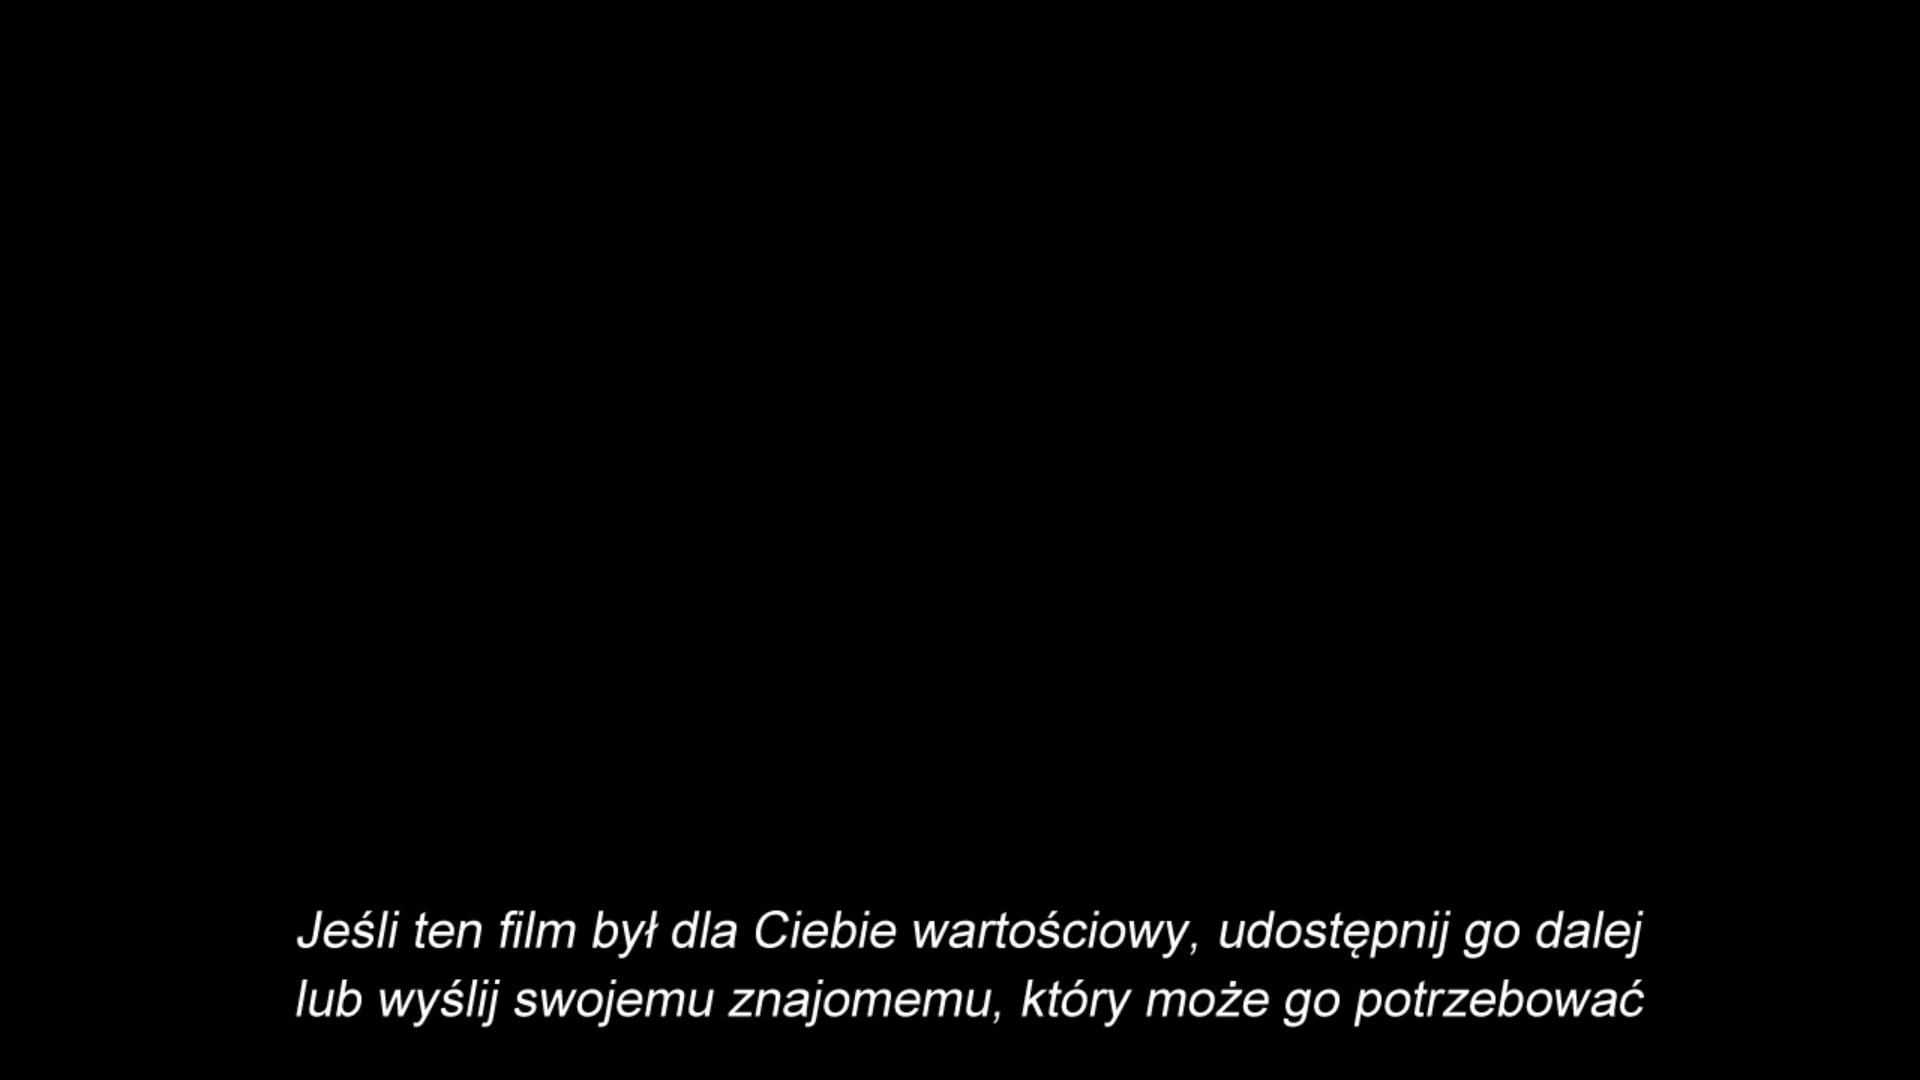 Jeśli ten film był dla Ciebie wartościowy, udostępnij go dalej
lub wyślij swojemu znajomemu, który może go potrzebować